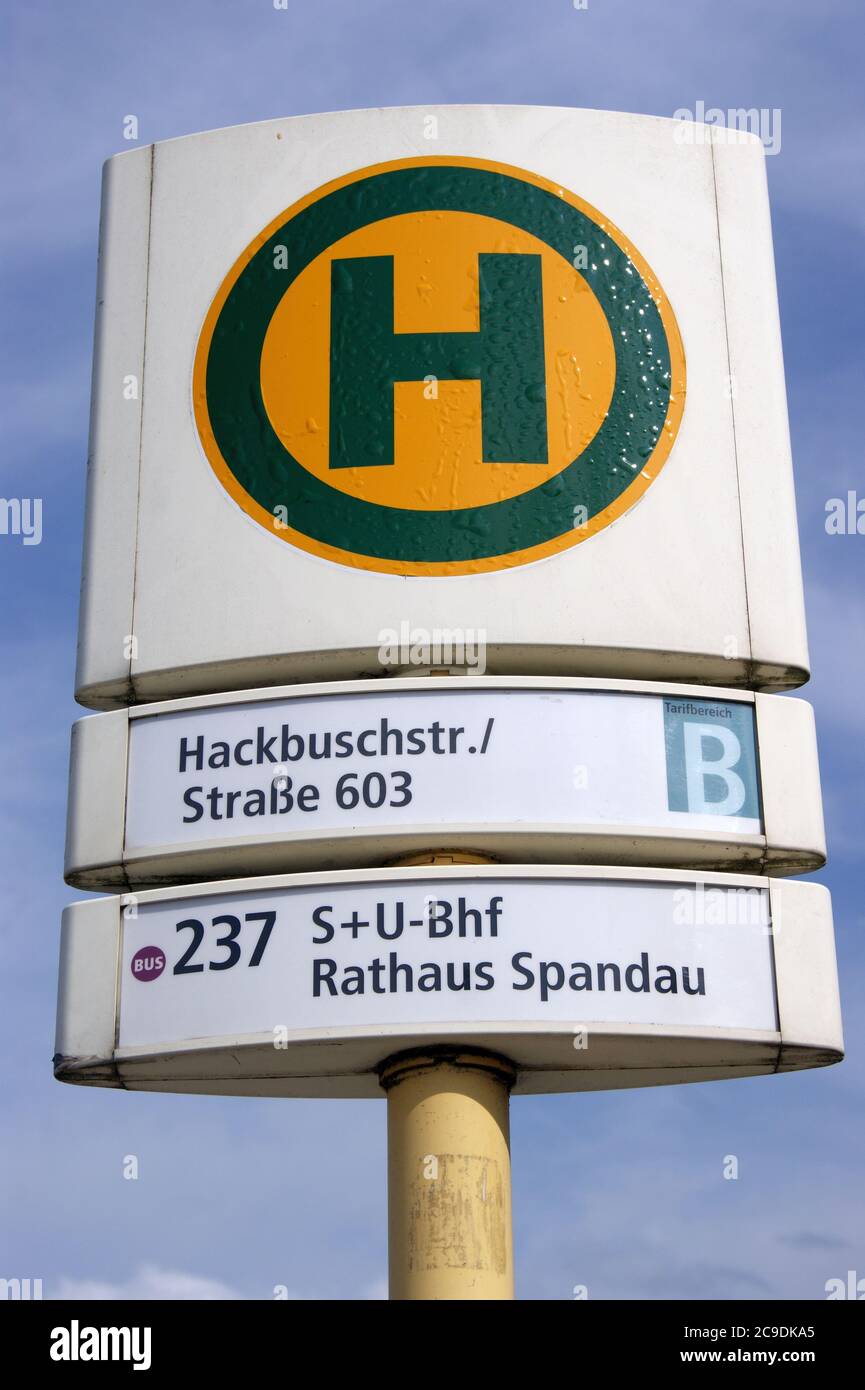 H
Hackbuschstr./
Straße 603
Tarifbereich
B
BUS 237 S+U-Bhf
Rathaus Spandau
alamy
Image ID: 2C9DKA5
www.alamy.com